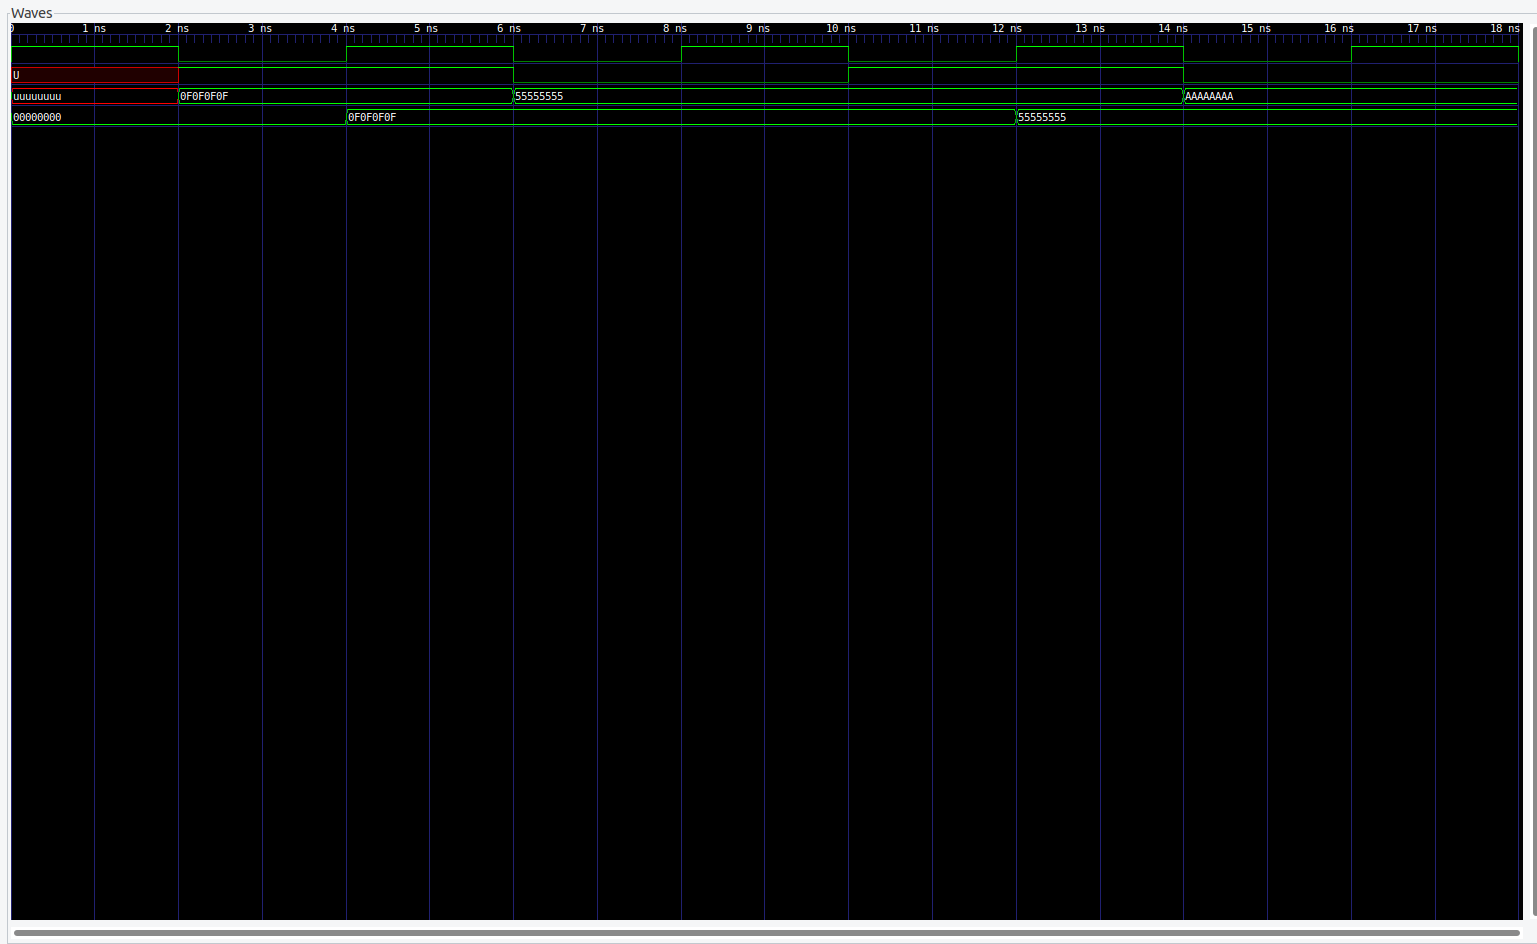 Waves
0 1 ns 2 ns 3 ns 4 ns 5 ns 6 ns 7 ns 8 ns 9 ns 10 ns 11 ns 12 ns 13 ns 14 ns 15 ns 16 ns 17 ns 18 ns
U
uuuuuuuu 0F0F0F0F 55555555 AAAAAAAA
00000000 0F0F0F0F 55555555